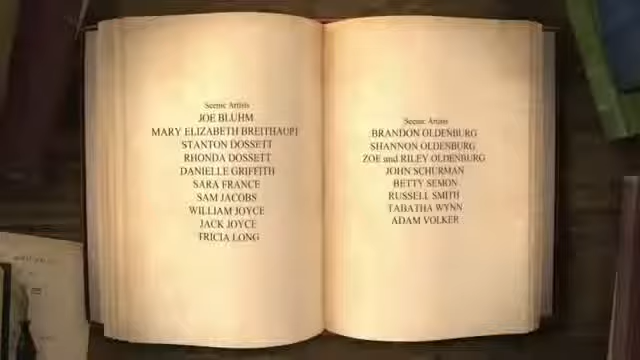 Scenic Artists
JOE BLUHM
MARY ELIZABETH BREITHAUPT
STANTON DOSSETT
RHONDA DOSSETT
DANIELLE GRIFFITH
SARA FRANCE
SAM JACOBS
WILLIAM JOYCE
JACK JOYCE
TRICIA LONG
Scenic Artists
BRANDON OLDENBURG
SHANNON OLDENBURG
ZOE and RILEY OLDENBURG
JOHN SCHURMAN
BETTY SEMON
RUSSELL SMITH
TABATHA WYNN
ADAM VOLKER